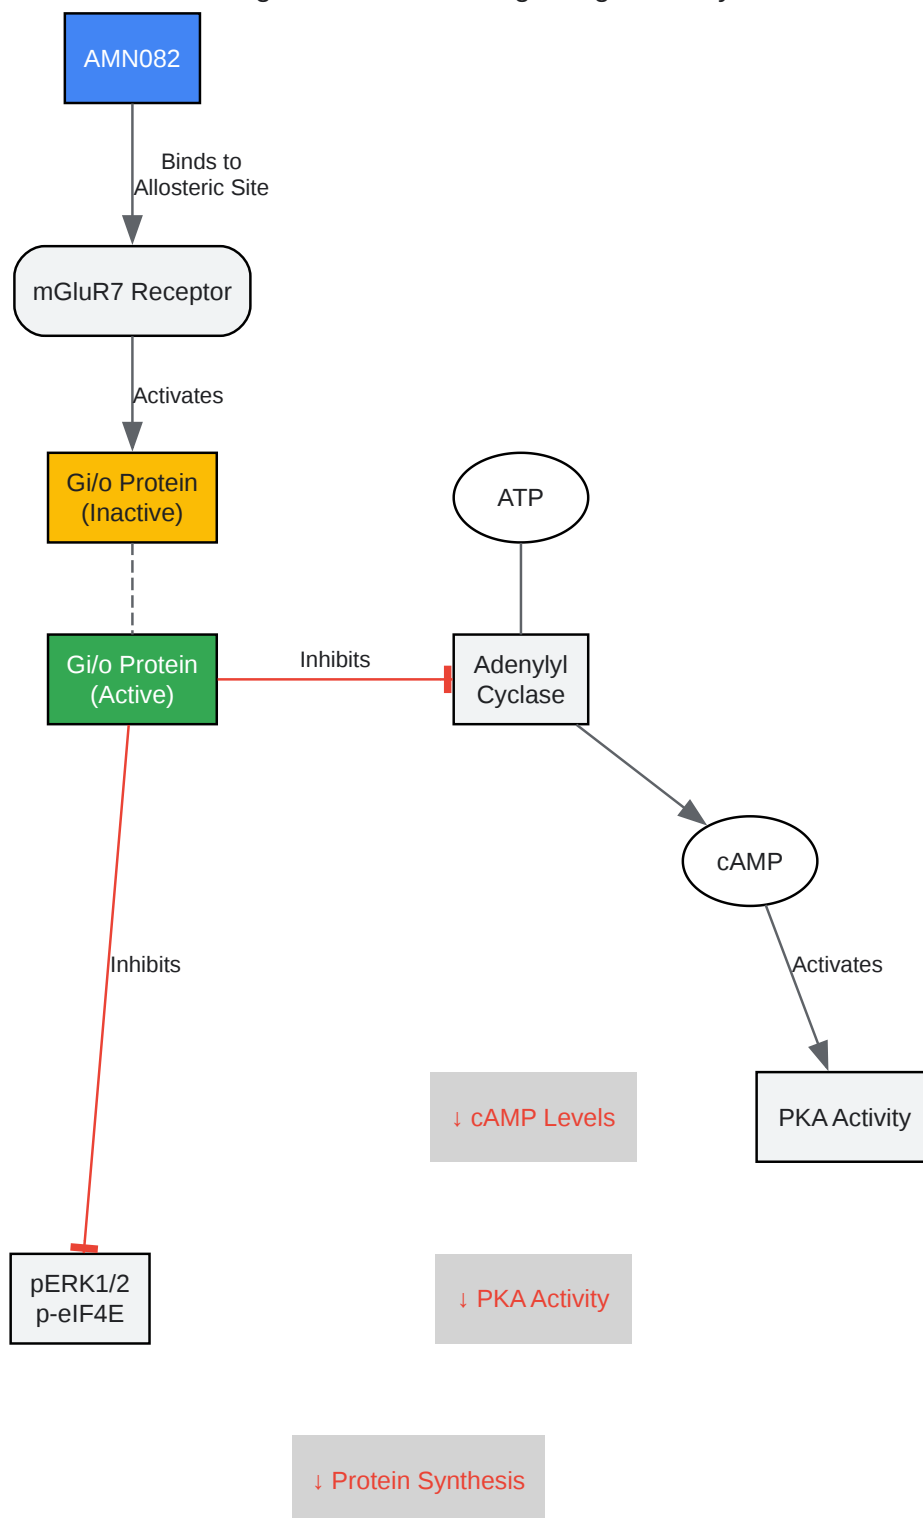 AMN082
Binds to
Allosteric Site
mGluR7 Receptor
Activates
Gi/o Protein
(Inactive)
ATP
Gi/o Protein
(Active)
Inhibits
Adenylyl
Cyclase
cAMP
Inhibits
Activates
↓ cAMP Levels
PKA Activity
pERK1/2
p-eIF4E
↓ PKA Activity
↓ Protein Synthesis